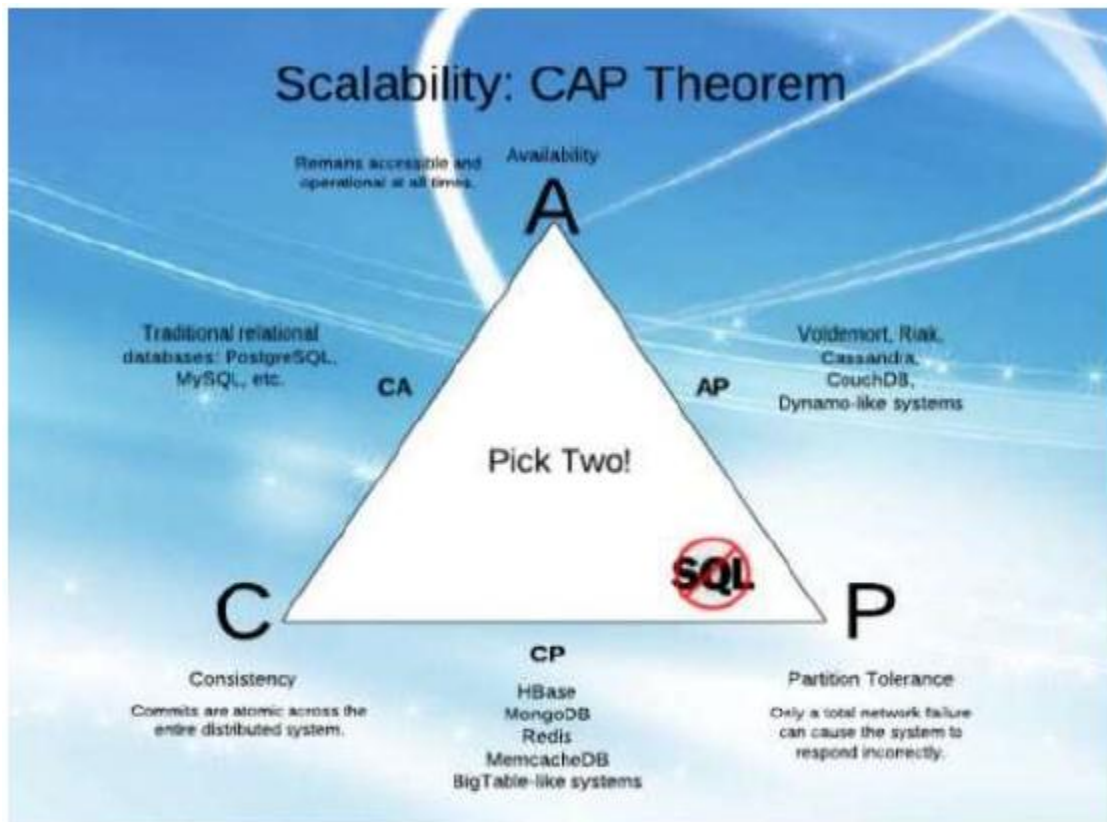 Scalability: CAP Theorem
Availability
Remans accessible and
operational at all times.
A
Traditional relational
databases: PostgreSQL,
MySQL, etc.
CA
AP
Voldemort, Riak,
Cassandra,
CouchDB,
Dynamo-like systems
Pick Two!
SQL
C
P
Consistency
Commits are atomic across the
entire distributed system.
CP
HBase
MongoDB
Redis
MemcacheDB
BigTable-like systems
Partition Tolerance
Only a total network failure
can cause the system to
respond incorrectly.